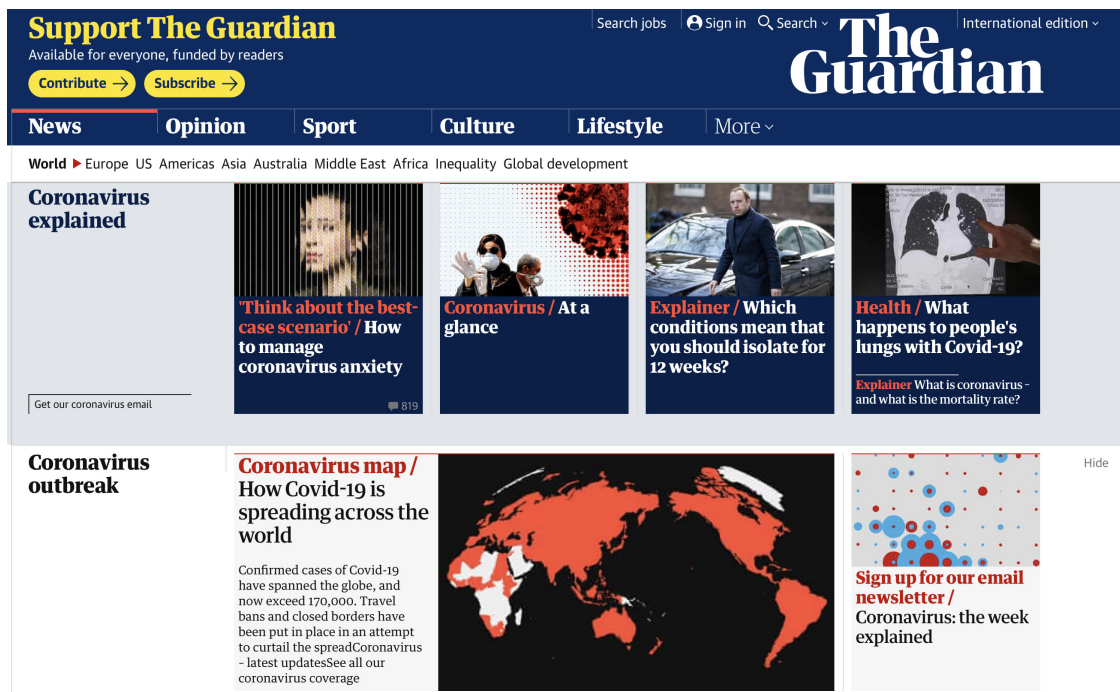 Support The Guardian
Available for everyone, funded by readers
Contribute →
Subscribe →
Search jobs
Sign in
Search
The
Guardian
International edition
News
Opinion
Sport
Culture
Lifestyle
More
World Europe US Americas Asia Australia Middle East Africa Inequality Global development
Coronavirus
explained
Get our coronavirus email
'Think about the best-
case scenario' / How
to manage
coronavirus anxiety
819
Coronavirus / At a
glance
Explainer / Which
conditions mean that
you should isolate for
12 weeks?
Health / What
happens to people's
lungs with Covid-19?
Explainer What is coronavirus –
and what is the mortality rate?
Coronavirus
outbreak
Coronavirus map /
How Covid-19 is
spreading across the
world
Confirmed cases of Covid-19
have spanned the globe, and
now exceed 170,000. Travel
bans and closed borders have
been put in place in an attempt
to curtail the spreadCoronavirus
– latest updatesSee all our
coronavirus coverage
Sign up for our email
newsletter /
Coronavirus: the week
explained
Hide